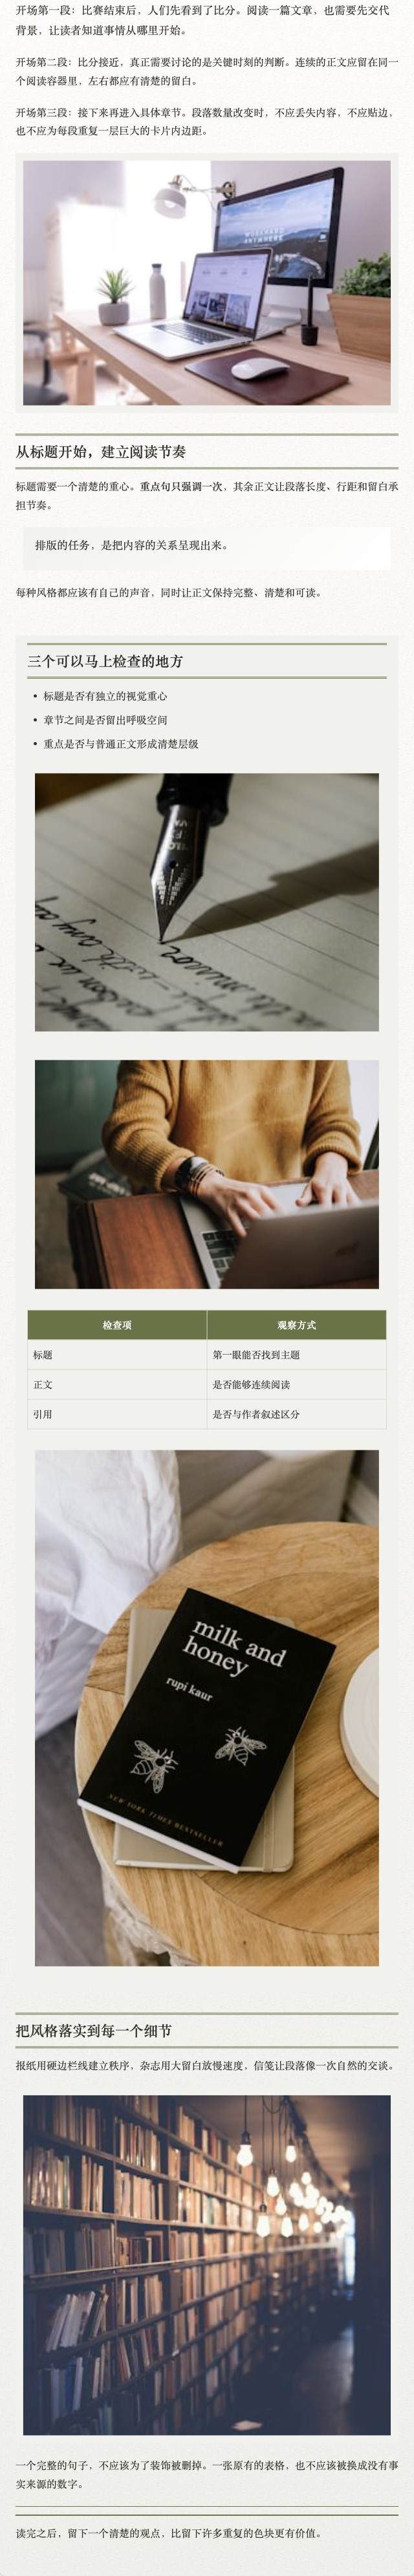 开场第一段：比赛结束后，人们先看到了比分。阅读一篇文章，也需要先交代
背景，让读者知道事情从哪里开始。
开场第二段：比分接近，真正需要讨论的是关键时刻的判断。连续的正文应留在同一
个阅读容器里，左右都应有清楚的留白。
开场第三段：接下来再进入具体章节。段落数量改变时，不应丢失内容，不应贴边，
也不应为每段重复一层巨大的卡片内边距。
从标题开始，建立阅读节奏
标题需要一个清楚的重心。重点句只强调一次，其余正文让段落长度、行距和留白承
担节奏。
排版的任务，是把内容的关系呈现出来。
每种风格都应该有自己的声音，同时让正文保持完整、清楚和可读。
三个可以马上检查的地方
• 标题是否有独立的视觉重心
• 章节之间是否留出呼吸空间
• 重点是否与普通正文形成清楚层级
检查项 观察方式
标题 第一眼能否找到主题
正文 是否能够连续阅读
引用 是否与作者叙述区分
milk and
honey
rupi kaur
NEW YORK TIMES BESTSELLER
把风格落实到每一个细节
报纸用硬边栏线建立秩序，杂志用大留白放慢速度，信笺让段落像一次自然的交谈。
一个完整的句子，不应该为了装饰被删掉。一张原有的表格，也不应该被换成没有事
实来源的数字。
读完之后，留下一个清楚的观点，比留下许多重复的色块更有价值。